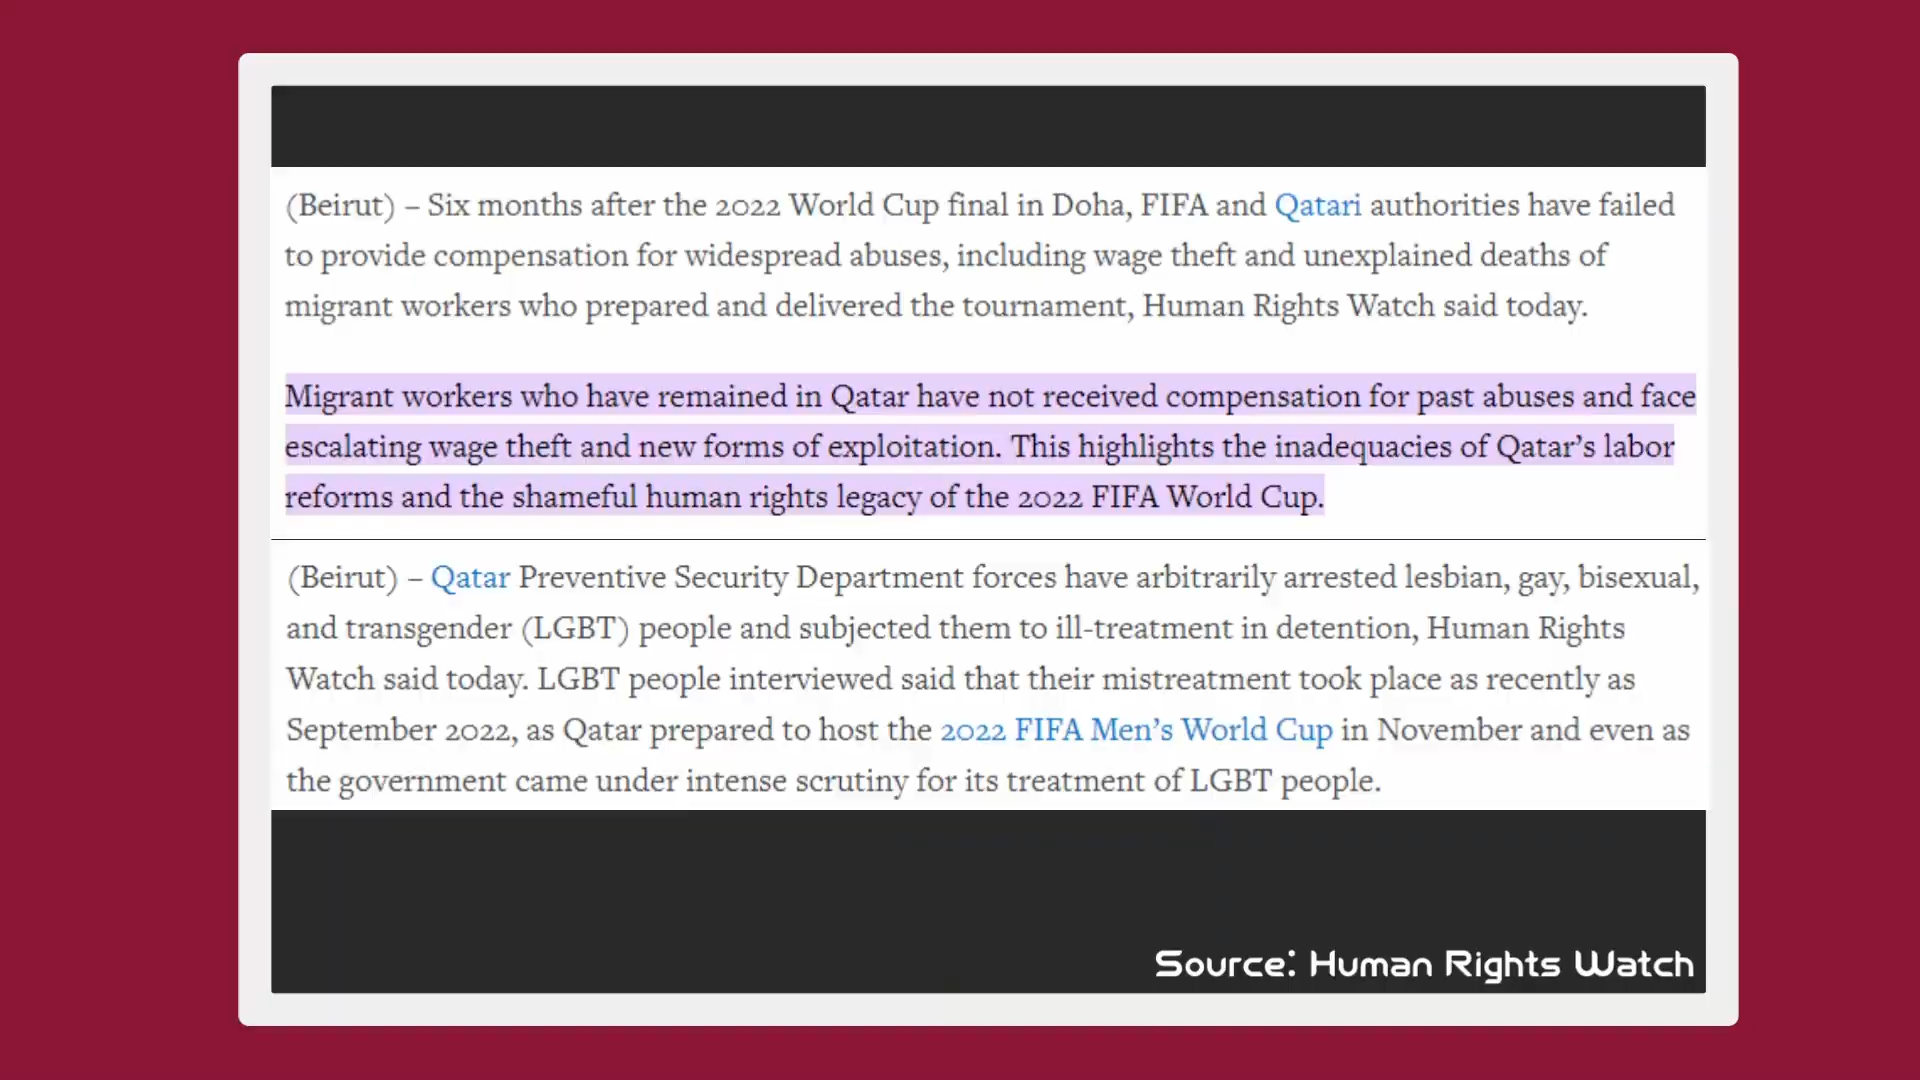 (Beirut) – Six months after the 2022 World Cup final in Doha, FIFA and Qatari authorities have failed
to provide compensation for widespread abuses, including wage theft and unexplained deaths of
migrant workers who prepared and delivered the tournament, Human Rights Watch said today.
Migrant workers who have remained in Qatar have not received compensation for past abuses and face
escalating wage theft and new forms of exploitation. This highlights the inadequacies of Qatar’s labor
reforms and the shameful human rights legacy of the 2022 FIFA World Cup.
(Beirut) – Qatar Preventive Security Department forces have arbitrarily arrested lesbian, gay, bisexual,
and transgender (LGBT) people and subjected them to ill-treatment in detention, Human Rights
Watch said today. LGBT people interviewed said that their mistreatment took place as recently as
September 2022, as Qatar prepared to host the 2022 FIFA Men’s World Cup in November and even as
the government came under intense scrutiny for its treatment of LGBT people.
Source: Human Rights Watch